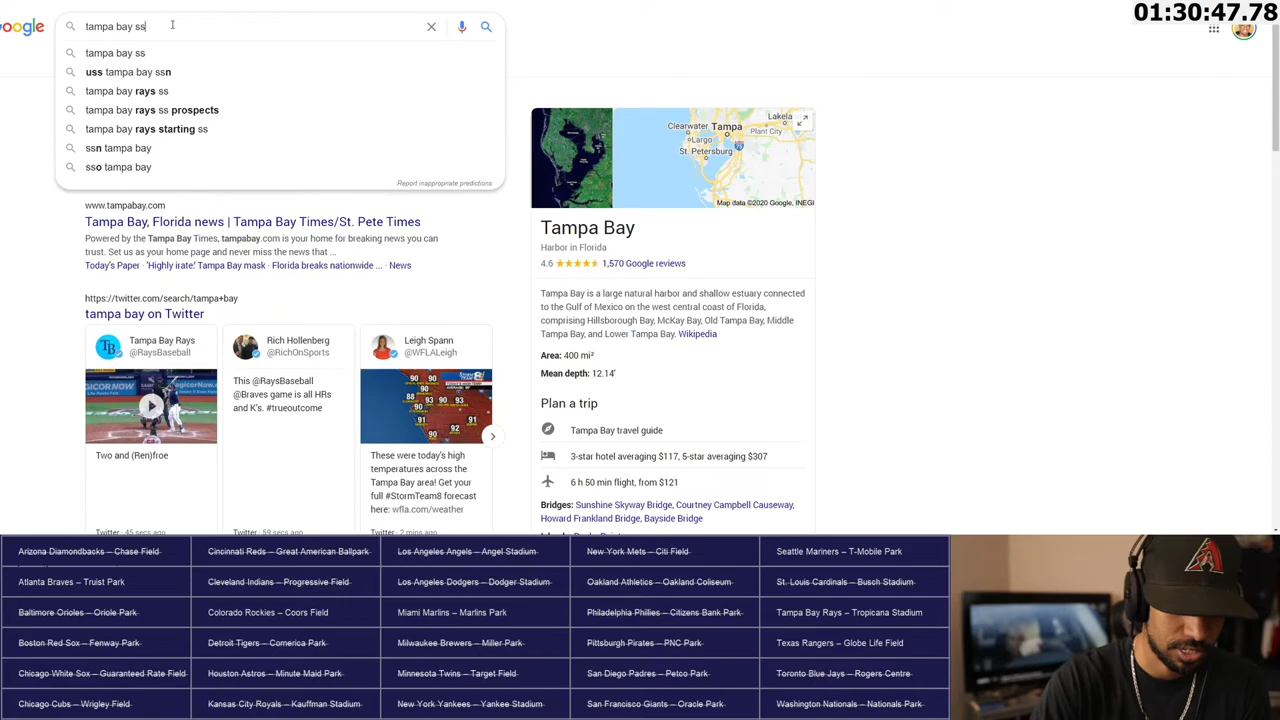 01:30:47.78
oogle
tampa bay ss
tampa bay ss
uss tampa bay ssn
tampa bay rays ss
tampa bay rays ss prospects
tampa bay rays starting ss
ssn tampa bay
sso tampa bay
Report inappropriate predictions
www.tampabay.com
Tampa Bay, Florida news | Tampa Bay Times/St. Pete Times
Powered by the Tampa Bay Times, tampabay.com is your home for breaking news you can
trust. Set us as your home page and never miss the news that ...
Today's Paper · 'Highly irate:' Tampa Bay mask · Florida breaks nationwide ... · News
https://twitter.com/search/tampa+bay
tampa bay on Twitter
Tampa Bay Rays
@RaysBaseball
Two and (Ren)froe
Twitter · 45 secs ago
Rich Hollenberg
@RichOnSports
This @RaysBaseball
@Braves game is all HRs
and K's. #trueoutcome
Twitter · 59 secs ago
Leigh Spann
@WFLALeigh
These were today's high
temperatures across the
Tampa Bay area! Get your
full #StormTeam8 forecast
here: wfla.com/weather
Twitter · 2 mins ago
Clearwater
Tampa
Lakela
Plant City
Largo
St. Petersburg
Map data ©2020 Google, INEGI
Tampa Bay
Harbor in Florida
4.6 1,570 Google reviews
Tampa Bay is a large natural harbor and shallow estuary connected
to the Gulf of Mexico on the west central coast of Florida,
comprising Hillsborough Bay, McKay Bay, Old Tampa Bay, Middle
Tampa Bay, and Lower Tampa Bay. Wikipedia
Area: 400 mi²
Mean depth: 12.14′
Plan a trip
Tampa Bay travel guide
3-star hotel averaging $117, 5-star averaging $307
6 h 50 min flight, from $121
Bridges: Sunshine Skyway Bridge, Courtney Campbell Causeway,
Howard Frankland Bridge, Bayside Bridge
Arizona Diamondbacks – Chase Field
Cincinnati Reds – Great American Ballpark
Los Angeles Angels – Angel Stadium
New York Mets – Citi Field
Seattle Mariners – T-Mobile Park
Atlanta Braves – Truist Park
Cleveland Indians – Progressive Field
Los Angeles Dodgers – Dodger Stadium
Oakland Athletics – Oakland Coliseum
St. Louis Cardinals – Busch Stadium
Baltimore Orioles – Oriole Park
Colorado Rockies – Coors Field
Miami Marlins – Marlins Park
Philadelphia Phillies – Citizens Bank Park
Tampa Bay Rays – Tropicana Stadium
Boston Red Sox – Fenway Park
Detroit Tigers – Comerica Park
Milwaukee Brewers – Miller Park
Pittsburgh Pirates – PNC Park
Texas Rangers – Globe Life Field
Chicago White Sox – Guaranteed Rate Field
Houston Astros – Minute Maid Park
Minnesota Twins – Target Field
San Diego Padres – Petco Park
Toronto Blue Jays – Rogers Centre
Chicago Cubs – Wrigley Field
Kansas City Royals – Kauffman Stadium
New York Yankees – Yankee Stadium
San Francisco Giants – Oracle Park
Washington Nationals – Nationals Park